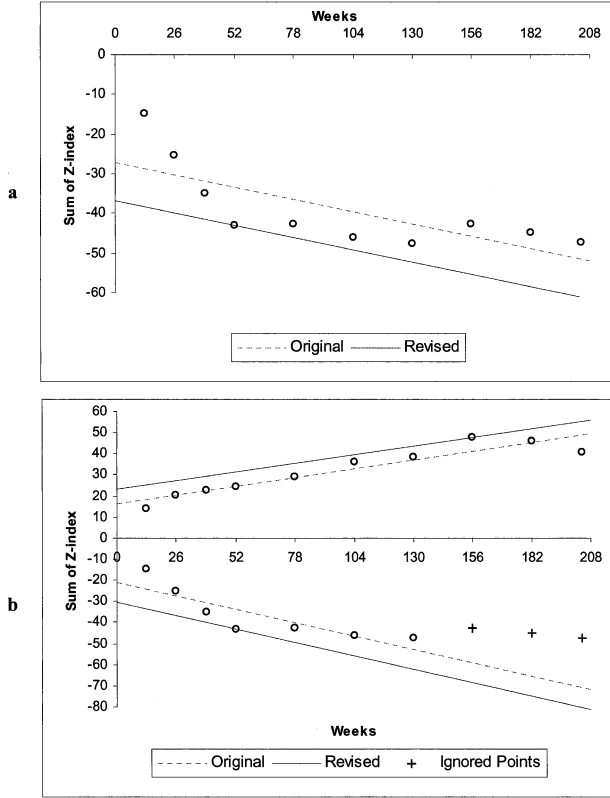 Weeks
0 26 52 78 104 130 156 182 208
0
-10
-20
-30
-40
-50
-60
Sum of Z-index
a
Original Revised
60
50
40
30
20
10
0
-10
-20
-30
-40
-50
-60
-70
-80
0 26 52 78 104 130 156 182 208
Sum of Z-index
b
Weeks
Original Revised + Ignored Points